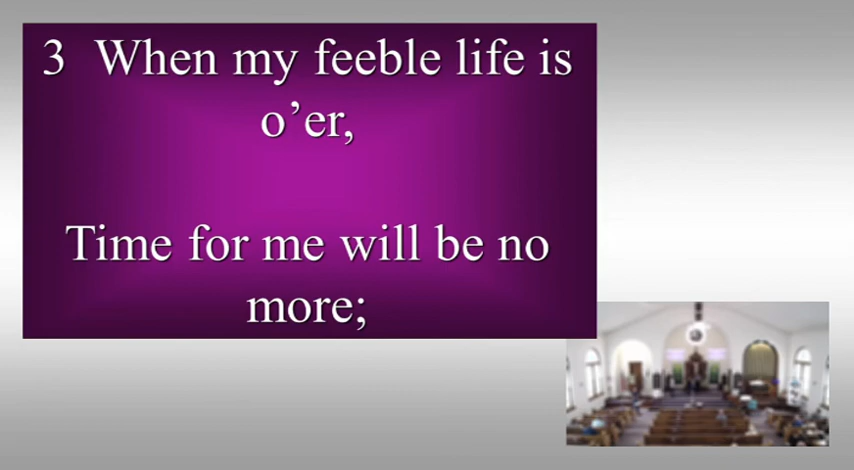 3 When my feeble life is
o’er,
Time for me will be no
more;